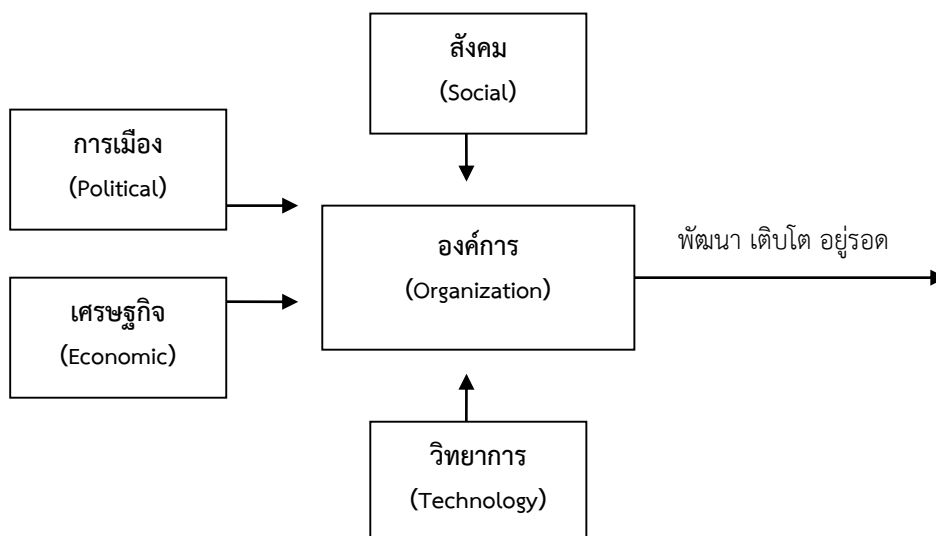 สังคม
(Social)
การเมือง
(Political)
องค์การ
(Organization)
พัฒนา เติบโต อยู่รอด
เศรษฐกิจ
(Economic)
วิทยาการ
(Technology)